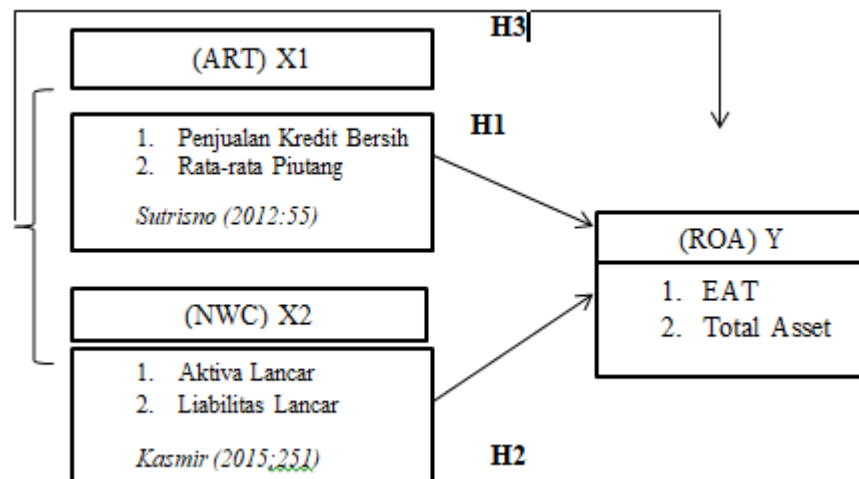 H3
(ART) X1
1. Penjualan Kredit Bersih
2. Rata-rata Piutang
Sutrisno (2012:55)
H1
(ROA) Y
1. EAT
2. Total Asset
(NWC) X2
1. Aktiva Lancar
2. Liabilitas Lancar
Kasmir (2015;251)
H2